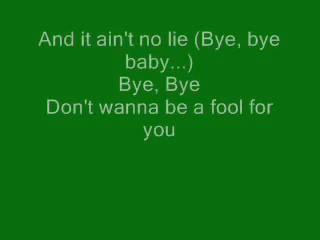 And it ain't no lie (Bye, bye
baby...)
Bye, Bye
Don't wanna be a fool for
you